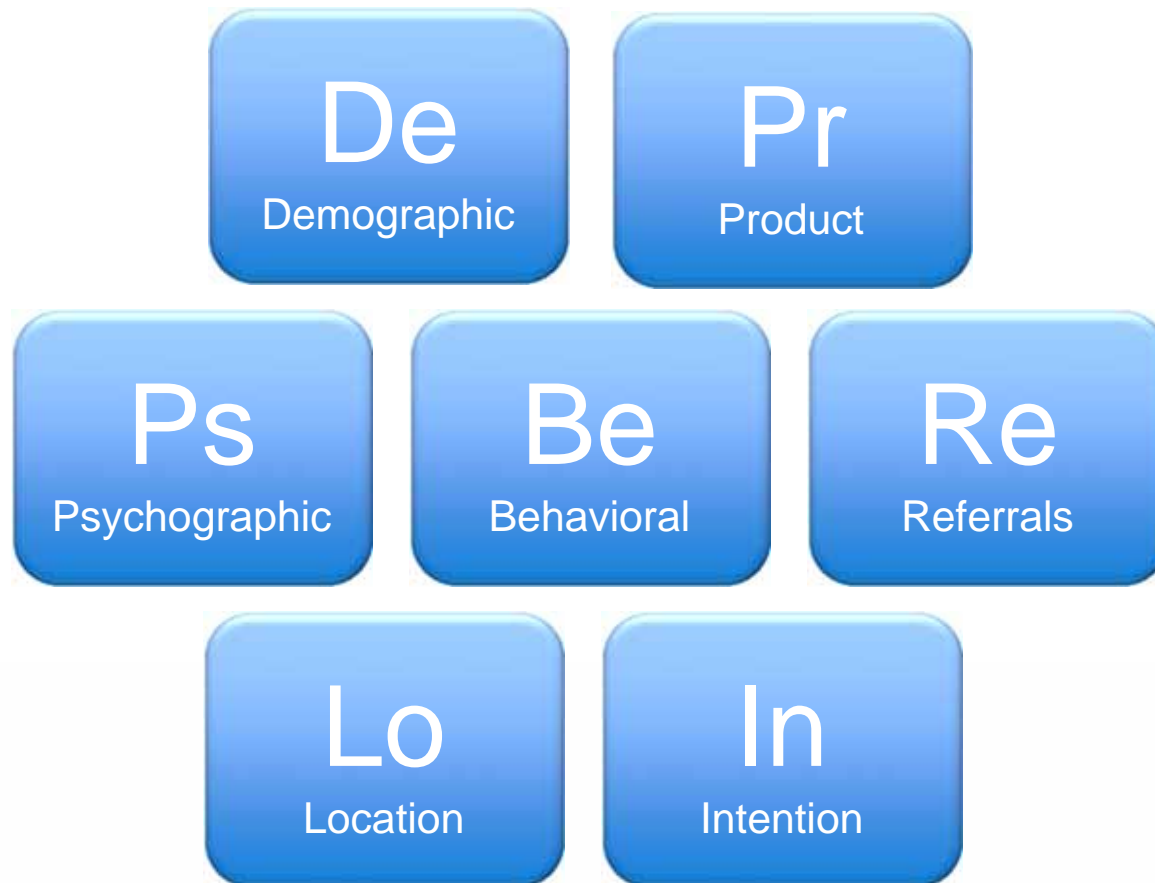 De
Demographic
Pr
Product
Ps
Psychographic
Be
Behavioral
Re
Referrals
Lo
Location
In
Intention